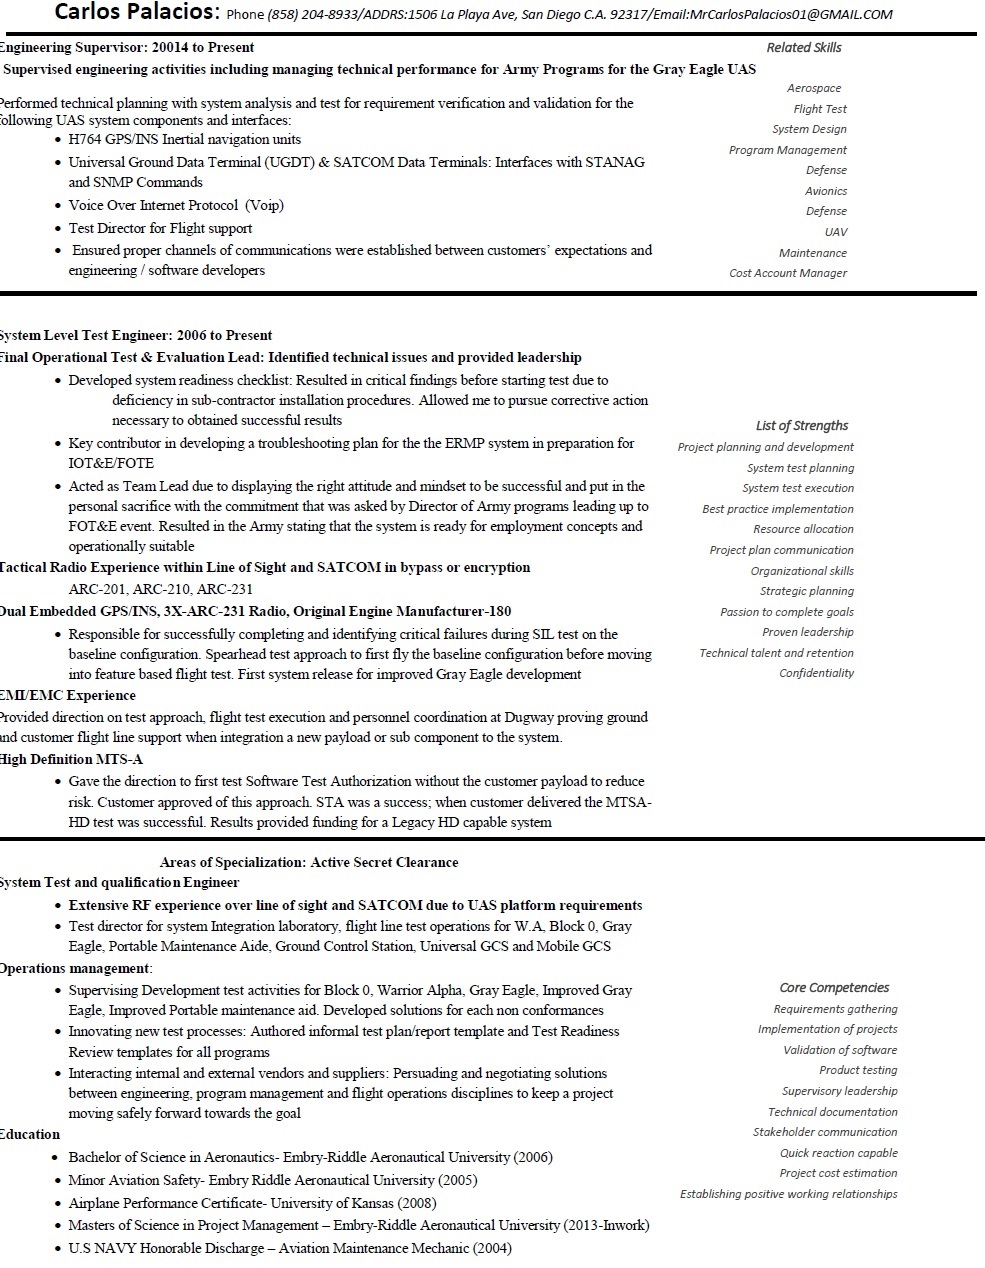 Carlos Palacios: Phone (858) 204-8933/ADDRS:1506 La Playa Ave, San Diego C.A. 92317/Email:MrCarlosPalacios01@GMAIL.COM
Engineering Supervisor: 20014 to Present
Supervised engineering activities including managing technical performance for Army Programs for the Gray Eagle UAS
Performed technical planning with system analysis and test for requirement verification and validation for the
following UAS system components and interfaces:
• H764 GPS/INS Inertial navigation units
• Universal Ground Data Terminal (UGDT) & SATCOM Data Terminals: Interfaces with STANAG
and SNMP Commands
• Voice Over Internet Protocol (Voip)
• Test Director for Flight support
• Ensured proper channels of communications were established between customers' expectations and
engineering / software developers
Related Skills
Aerospace
Flight Test
System Design
Program Management
Defense
Avionics
Defense
UAV
Maintenance
Cost Account Manager
System Level Test Engineer: 2006 to Present
Final Operational Test & Evaluation Lead: Identified technical issues and provided leadership
• Developed system readiness checklist: Resulted in critical findings before starting test due to
deficiency in sub-contractor installation procedures. Allowed me to pursue corrective action
necessary to obtained successful results
• Key contributor in developing a troubleshooting plan for the the ERMP system in preparation for
IOT&E/FOTE
• Acted as Team Lead due to displaying the right attitude and mindset to be successful and put in the
personal sacrifice with the commitment that was asked by Director of Army programs leading up to
FOT&E event. Resulted in the Army stating that the system is ready for employment concepts and
operationally suitable
Tactical Radio Experience within Line of Sight and SATCOM in bypass or encryption
ARC-201, ARC-210, ARC-231
Dual Embedded GPS/INS, 3X-ARC-231 Radio, Original Engine Manufacturer-180
• Responsible for successfully completing and identifying critical failures during SIL test on the
baseline configuration. Spearhead test approach to first fly the baseline configuration before moving
into feature based flight test. First system release for improved Gray Eagle development
EMI/EMC Experience
Provided direction on test approach, flight test execution and personnel coordination at Dugway proving ground
and customer flight line support when integration a new payload or sub component to the system.
High Definition MTS-A
• Gave the direction to first test Software Test Authorization without the customer payload to reduce
risk. Customer approved of this approach. STA was a success; when customer delivered the MTSA-
HD test was successful. Results provided funding for a Legacy HD capable system
List of Strengths
Project planning and development
System test planning
System test execution
Best practice implementation
Resource allocation
Project plan communication
Organizational skills
Strategic planning
Passion to complete goals
Proven leadership
Technical talent and retention
Confidentiality
Areas of Specialization: Active Secret Clearance
System Test and qualification Engineer
• Extensive RF experience over line of sight and SATCOM due to UAS platform requirements
• Test director for system Integration laboratory, flight line test operations for W.A, Block 0, Gray
Eagle, Portable Maintenance Aide, Ground Control Station, Universal GCS and Mobile GCS
Operations management:
• Supervising Development test activities for Block 0, Warrior Alpha, Gray Eagle, Improved Gray
Eagle, Improved Portable maintenance aid. Developed solutions for each non conformances
• Innovating new test processes: Authored informal test plan/report template and Test Readiness
Review templates for all programs
• Interacting internal and external vendors and suppliers: Persuading and negotiating solutions
between engineering, program management and flight operations disciplines to keep a project
moving safely forward towards the goal
Education
• Bachelor of Science in Aeronautics- Embry-Riddle Aeronautical University (2006)
• Minor Aviation Safety- Embry Riddle Aeronautical University (2005)
• Airplane Performance Certificate- University of Kansas (2008)
• Masters of Science in Project Management – Embry-Riddle Aeronautical University (2013-Inwork)
• U.S NAVY Honorable Discharge – Aviation Maintenance Mechanic (2004)
Core Competencies
Requirements gathering
Implementation of projects
Validation of software
Product testing
Supervisory leadership
Technical documentation
Stakeholder communication
Quick reaction capable
Project cost estimation
Establishing positive working relationships